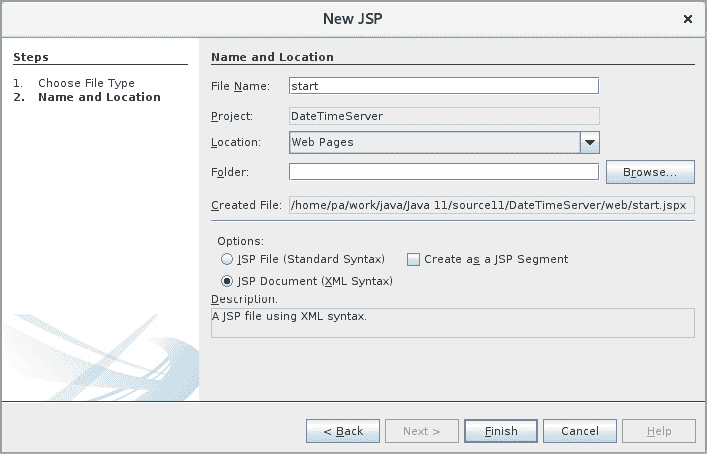 New JSP
Steps
1. Choose File Type
2. Name and Location
Name and Location
File Name: start
Project: DateTimeServer
Location: Web Pages
Folder: Browse...
Created File: /home/pa/work/java/Java 11/source11/DateTimeServer/web/start.jspx
Options:
JSP File (Standard Syntax) Create as a JSP Segment
JSP Document (XML Syntax)
Description:
A JSP file using XML syntax.
< Back Next > Finish Cancel Help